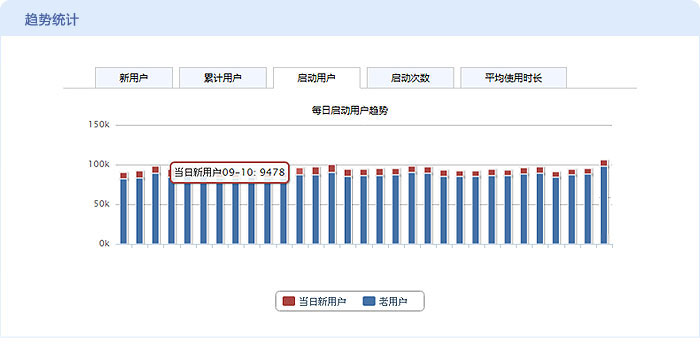 趋势统计
新用户 累计用户 启动用户 启动次数 平均使用时长
每日启动用户趋势
150k
100k
当日新用户09-10: 9478
50k
0k
当日新用户 老用户